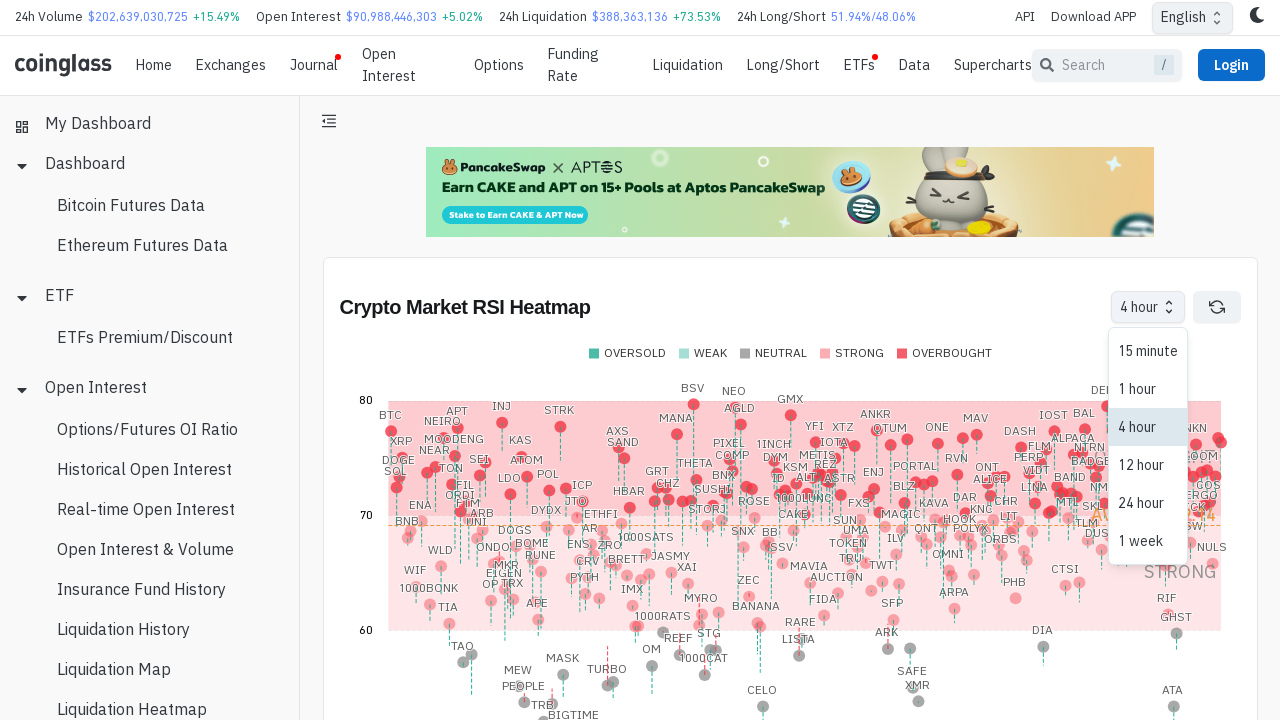 24h Volume $202,639,030,725 +15.49% Open Interest $90,988,446,303 +5.02% 24h Liquidation $388,363,136 +73.53% 24h Long/Short 51.94%/48.06% API Download APP English
coinglass Home Exchanges Journal Open Interest Options Funding Rate Liquidation Long/Short ETFs Data Supercharts Search / Login
My Dashboard
Dashboard
Bitcoin Futures Data
Ethereum Futures Data
ETF
ETFs Premium/Discount
Open Interest
Options/Futures OI Ratio
Historical Open Interest
Real-time Open Interest
Open Interest & Volume
Insurance Fund History
Liquidation History
Liquidation Map
Liquidation Heatmap
PancakeSwap X APTOS
Earn CAKE and APT on 15+ Pools at Aptos PancakeSwap
Stake to Earn CAKE & APT Now
Crypto Market RSI Heatmap
4 hour
15 minute
1 hour
4 hour
12 hour
24 hour
1 week
OVERSOLD WEAK NEUTRAL STRONG OVERBOUGHT
80
70
60
BSV NEO
GMX
BTC NEIRO APT INJ STRK MANA AGLD ANKR MAV IOST BAL
XRP MOODENG KAS AXS SAND PIXEL 1INCH YFI XTZ QTUM ONE DASH ALPACA
DOGE NEAR SEI ATOM THETA COMP DYM METIS IOTA RVN PERP FLM NTRN
SOL TON LDO POL ICP GRT BNX KSM REZ ENJ PORTAL ONT VIDT
ENA ORDI FIL JTO HBAR CHZ SUSHI ID ALT ASTR BLZ ALICE LINA BAND
BNB UNI ARB DYDX ETHFI STORJ ROSE 1000LUNC FXS KAVA DAR CHR MTL SKL
WLD ONDO DOGS AR 1000SATS SNX CAKE SUN MAGIC HOOK KNC LIT TLM
WIF MKR BOME ENS ZRO BB UMA ILV ONT POLYX ORBS NULS
1000BONK EIGEN RUNE CRV BRETT JASMY SSV TOKEN OMNI STRONG
TIA OP TRX PYTH IMX XAI MAVIA TRU TWT CTSI
APE MYRO ZEC AUCTION ARPA PHB RIF
1000RATS BANANA FIDA SFP GHST
TAO REEF STG RARE ARK DIA
MEW MASK OM 1000CAT LISTA
PEOPLE TURBO CELO SAFE ATA
TRB XMR
BIGTIME